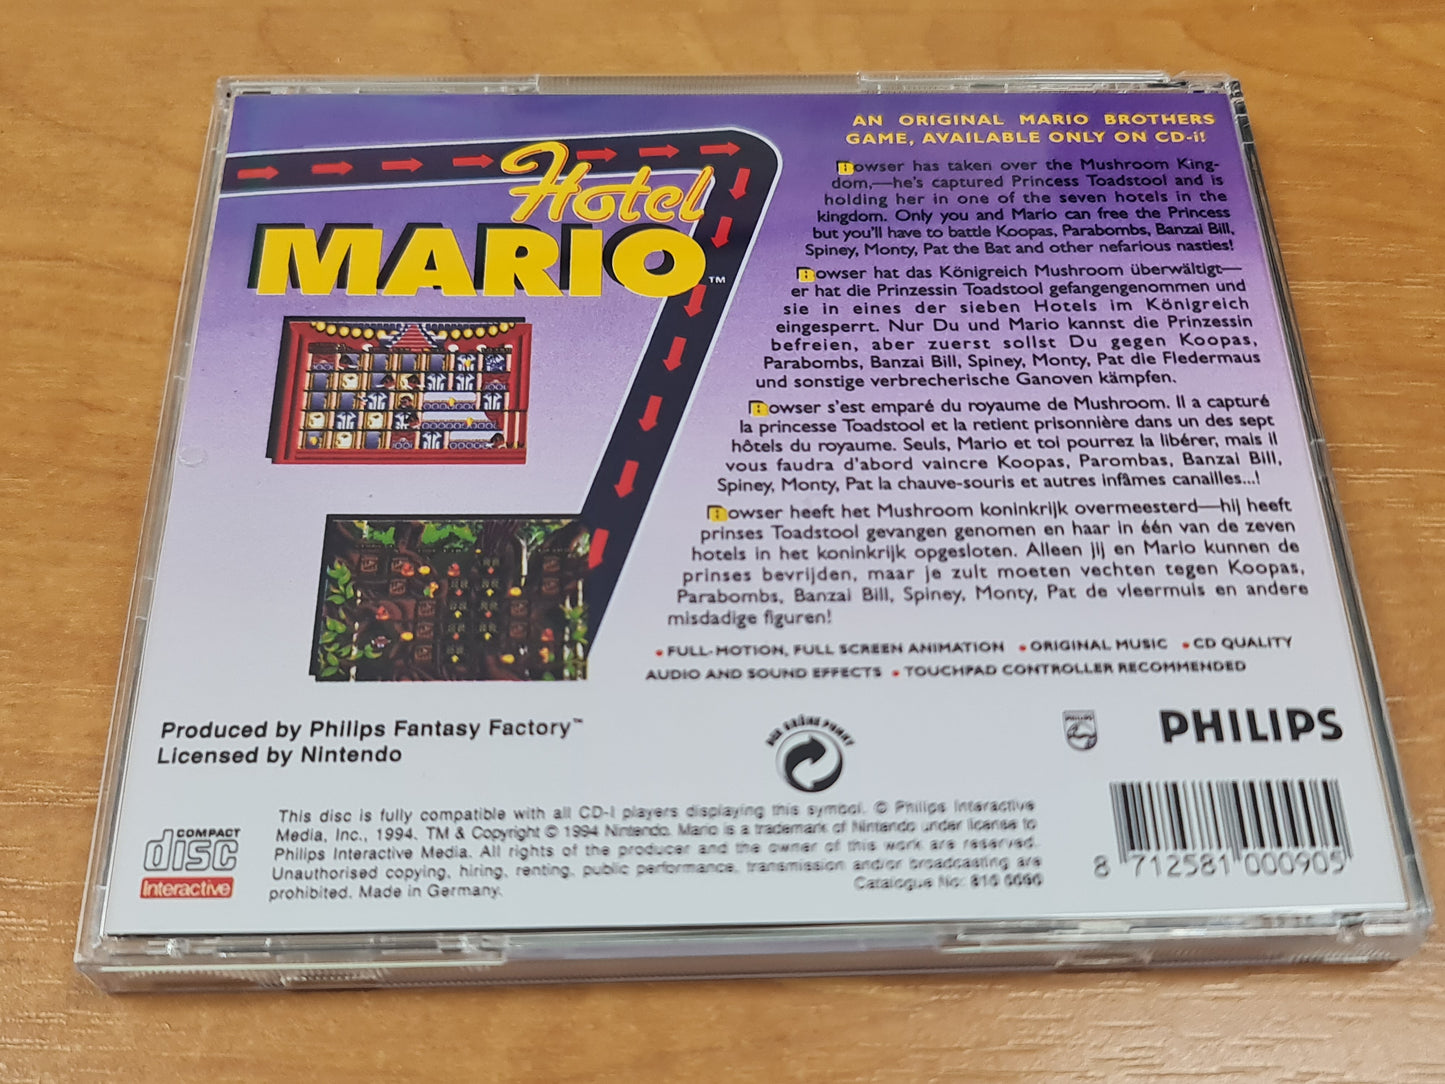 Hotel
MARIO™
AN ORIGINAL MARIO BROTHERS
GAME, AVAILABLE ONLY ON CD-i!
Bowser has taken over the Mushroom King-
dom,—he's captured Princess Toadstool and is
holding her in one of the seven hotels in the
kingdom. Only you and Mario can free the Princess
but you'll have to battle Koopas, Parabombs, Banzai Bill,
Spiney, Monty, Pat the Bat and other nefarious nasties!
Bowser hat das Königreich Mushroom überwältigt—
er hat die Prinzessin Toadstool gefangengenommen und
sie in eines der sieben Hotels im Königreich
eingesperrt. Nur Du und Mario kannst die Prinzessin
befreien, aber zuerst sollst Du gegen Koopas,
Parabombs, Banzai Bill, Spiney, Monty, Pat die Fledermaus
und sonstige verbrecherische Ganoven kämpfen.
Bowser s'est emparé du royaume de Mushroom. Il a capturé
la princesse Toadstool et la retient prisonnière dans un des sept
hôtels du royaume. Seuls, Mario et toi pourrez la libérer, mais il
vous faudra d'abord vaincre Koopas, Parombas, Banzai Bill,
Spiney, Monty, Pat la chauve-souris et autres infâmes canailles...!
Bowser heeft het Mushroom koninkrijk overmeesterd—hij heeft
prinses Toadstool gevangen genomen en haar in één van de zeven
hotels in het koninkrijk opgesloten. Alleen jij en Mario kunnen de
prinses bevrijden, maar je zult moeten vechten tegen Koopas,
Parabombs, Banzai Bill, Spiney, Monty, Pat de vleermuis en andere
misdadige figuren!
• FULL-MOTION, FULL SCREEN ANIMATION • ORIGINAL MUSIC • CD QUALITY
AUDIO AND SOUND EFFECTS • TOUCHPAD CONTROLLER RECOMMENDED
Produced by Philips Fantasy Factory™
Licensed by Nintendo
DER GRÜNE PUNKT
PHILIPS
PHILIPS
COMPACT
disc
Interactive
This disc is fully compatible with all CD-I players displaying this symbol. © Philips Interactive
Media, Inc., 1994. TM & Copyright © 1994 Nintendo. Mario is a trademark of Nintendo under license to
Philips Interactive Media. All rights of the producer and the owner of this work are reserved.
Unauthorised copying, hiring, renting, public performance, transmission and/or broadcasting are
prohibited. Made in Germany.
Catalogue No: 810
8 712581 000905